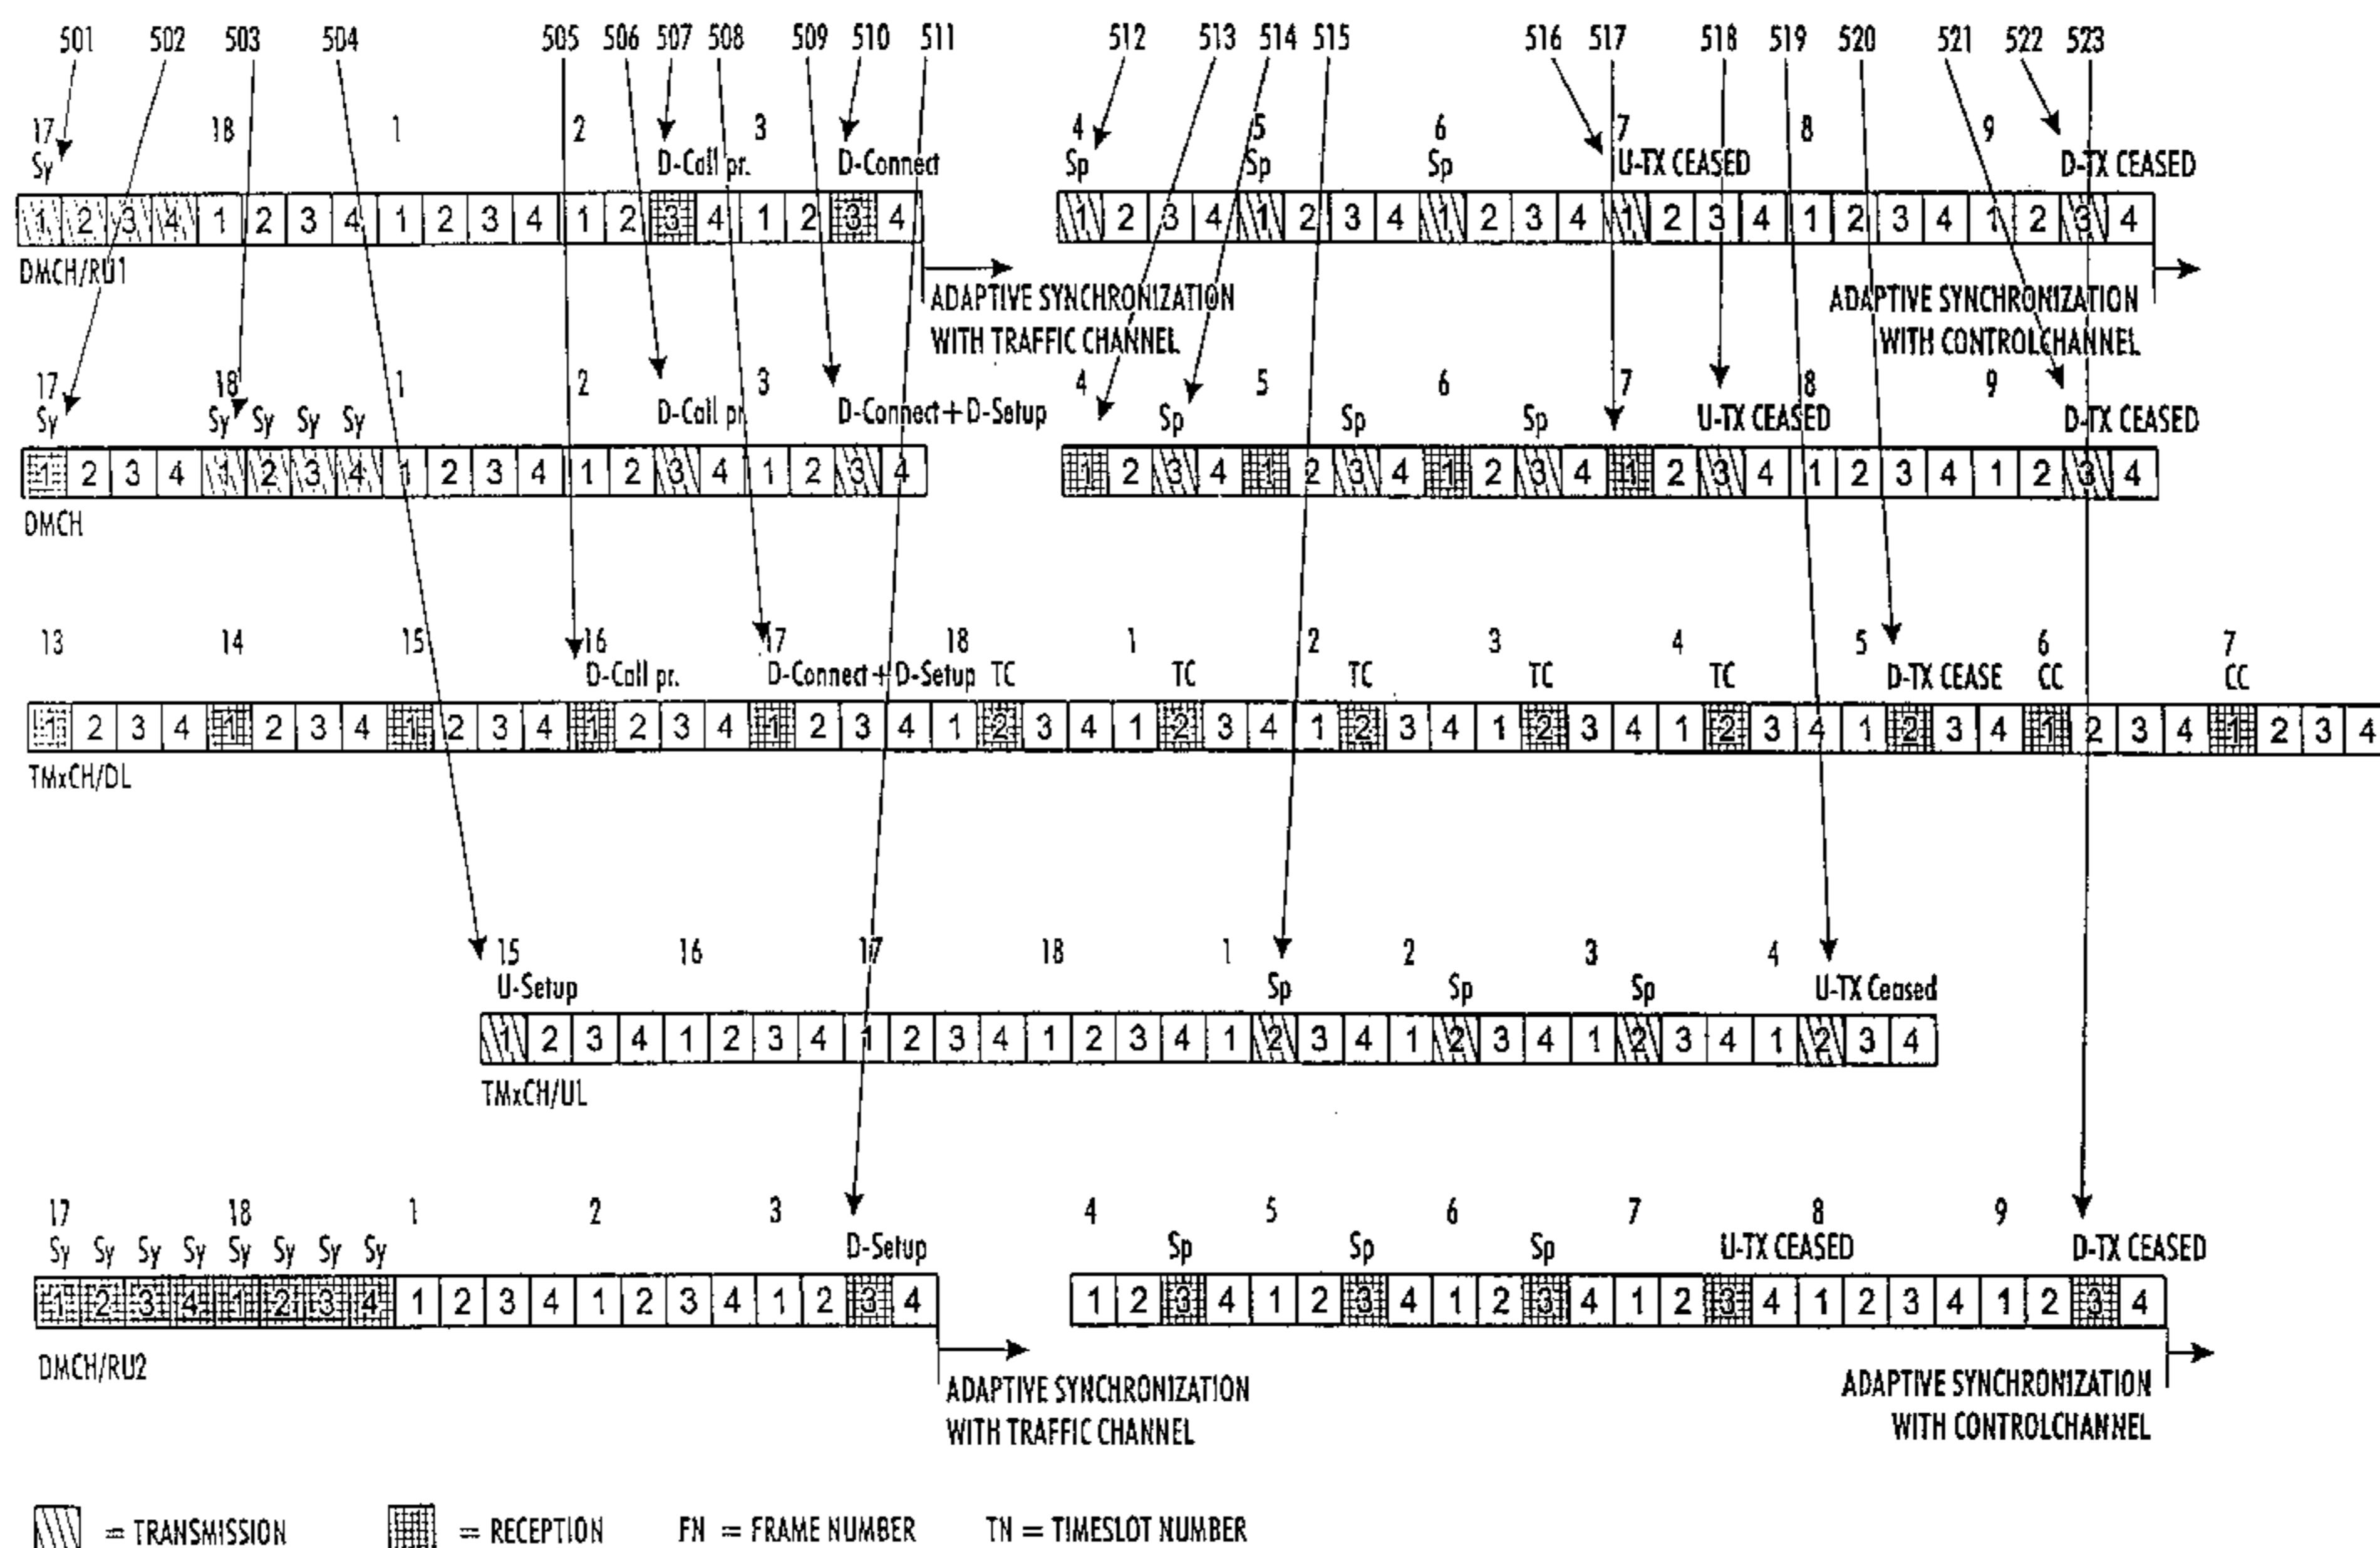 501 502 503 504 505 506 507 508 509 510 511 512 513 514 515 516 517 518 519 520 521 522 523
17 18 1 2 3 4 5 6 7 8 9
Sy D-Call pr. D-Connect Sp Sp Sp U-TX CEASED D-TX CEASED
1 2 3 4 1 2 3 4 1 2 3 4 1 2 3 4 1 2 3 4 1 2 3 4 1 2 3 4 1 2 3 4 1 2 3 4 1 2 3 4 1 2 3 4
DMCH/RU1
ADAPTIVE SYNCHRONIZATION
WITH TRAFFIC CHANNEL
ADAPTIVE SYNCHRONIZATION
WITH CONTROLCHANNEL
17 18 1 2 3 4 5 6 7 8 9
Sy Sy Sy Sy Sy D-Call pr. D-Connect+D-Setup Sp Sp Sp U-TX CEASED D-TX CEASED
1 2 3 4 1 2 3 4 1 2 3 4 1 2 3 4 1 2 3 4 1 2 3 4 1 2 3 4 1 2 3 4 1 2 3 4 1 2 3 4 1 2 3 4
DMCH
13 14 15 16 17 18 1 2 3 4 5 6 7
D-Call pr. D-Connect+D-Setup TC TC TC TC TC D-TX CEASE CC CC
1 2 3 4 1 2 3 4 1 2 3 4 1 2 3 4 1 2 3 4 1 2 3 4 1 2 3 4 1 2 3 4 1 2 3 4 1 2 3 4 1 2 3 4 1 2 3 4
TMxCH/DL
15 16 17 18 1 2 3 4
U-Setup Sp Sp Sp U-TX Ceased
1 2 3 4 1 2 3 4 1 2 3 4 1 2 3 4 1 2 3 4 1 2 3 4 1 2 3 4 1 2 3 4
TMxCH/UL
17 18 1 2 3 4 5 6 7 8 9
Sy Sy Sy Sy Sy Sy Sy Sy D-Setup Sp Sp Sp U-TX CEASED D-TX CEASED
1 2 3 4 1 2 3 4 1 2 3 4 1 2 3 4 1 2 3 4 1 2 3 4 1 2 3 4 1 2 3 4 1 2 3 4 1 2 3 4 1 2 3 4
DMCH/RU2
ADAPTIVE SYNCHRONIZATION
WITH TRAFFIC CHANNEL
ADAPTIVE SYNCHRONIZATION
WITH CONTROLCHANNEL
= TRANSMISSION = RECEPTION FN = FRAME NUMBER TN = TIMESLOT NUMBER